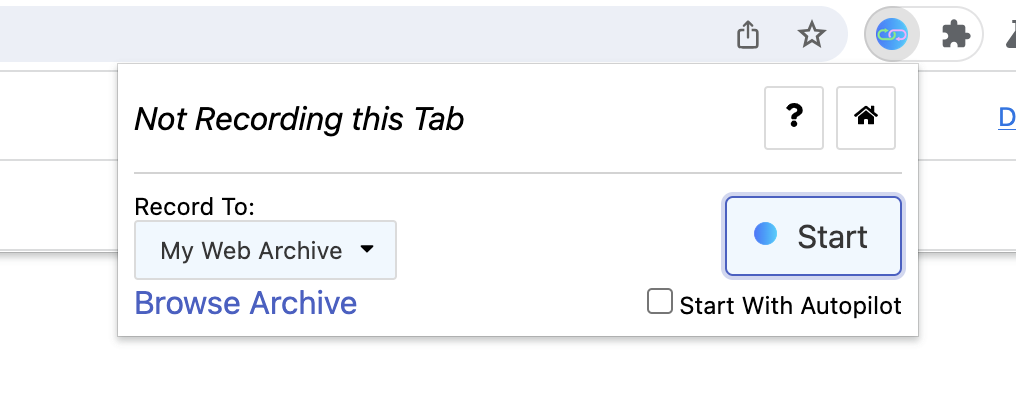 Not Recording this Tab
?
D
Record To:
My Web Archive
Start
Browse Archive
Start With Autopilot